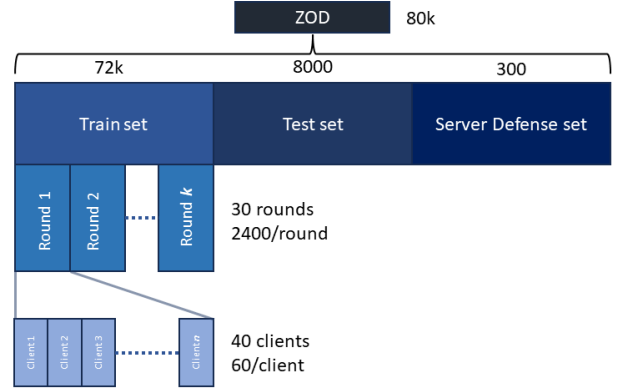 ZOD
80k
72k
8000
300
Train set
Test set
Server Defense set
Round 1
Round 2
Round k
30 rounds
2400/round
Client 1
Client 2
Client 3
Client n
40 clients
60/client